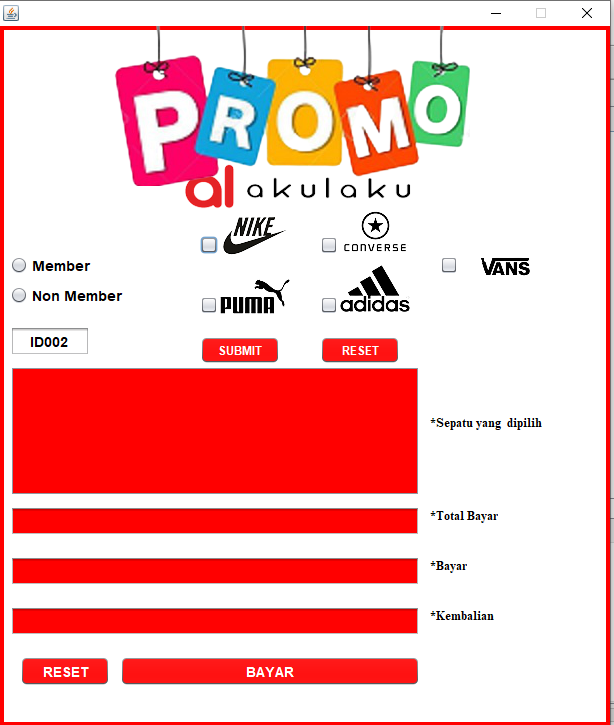 PROMO
al akulaku
NIKE
CONVERSE
Member
VANS
Non Member
PUMA
adidas
ID002
SUBMIT
RESET
*Sepatu yang dipilih
*Total Bayar
*Bayar
*Kembalian
RESET
BAYAR